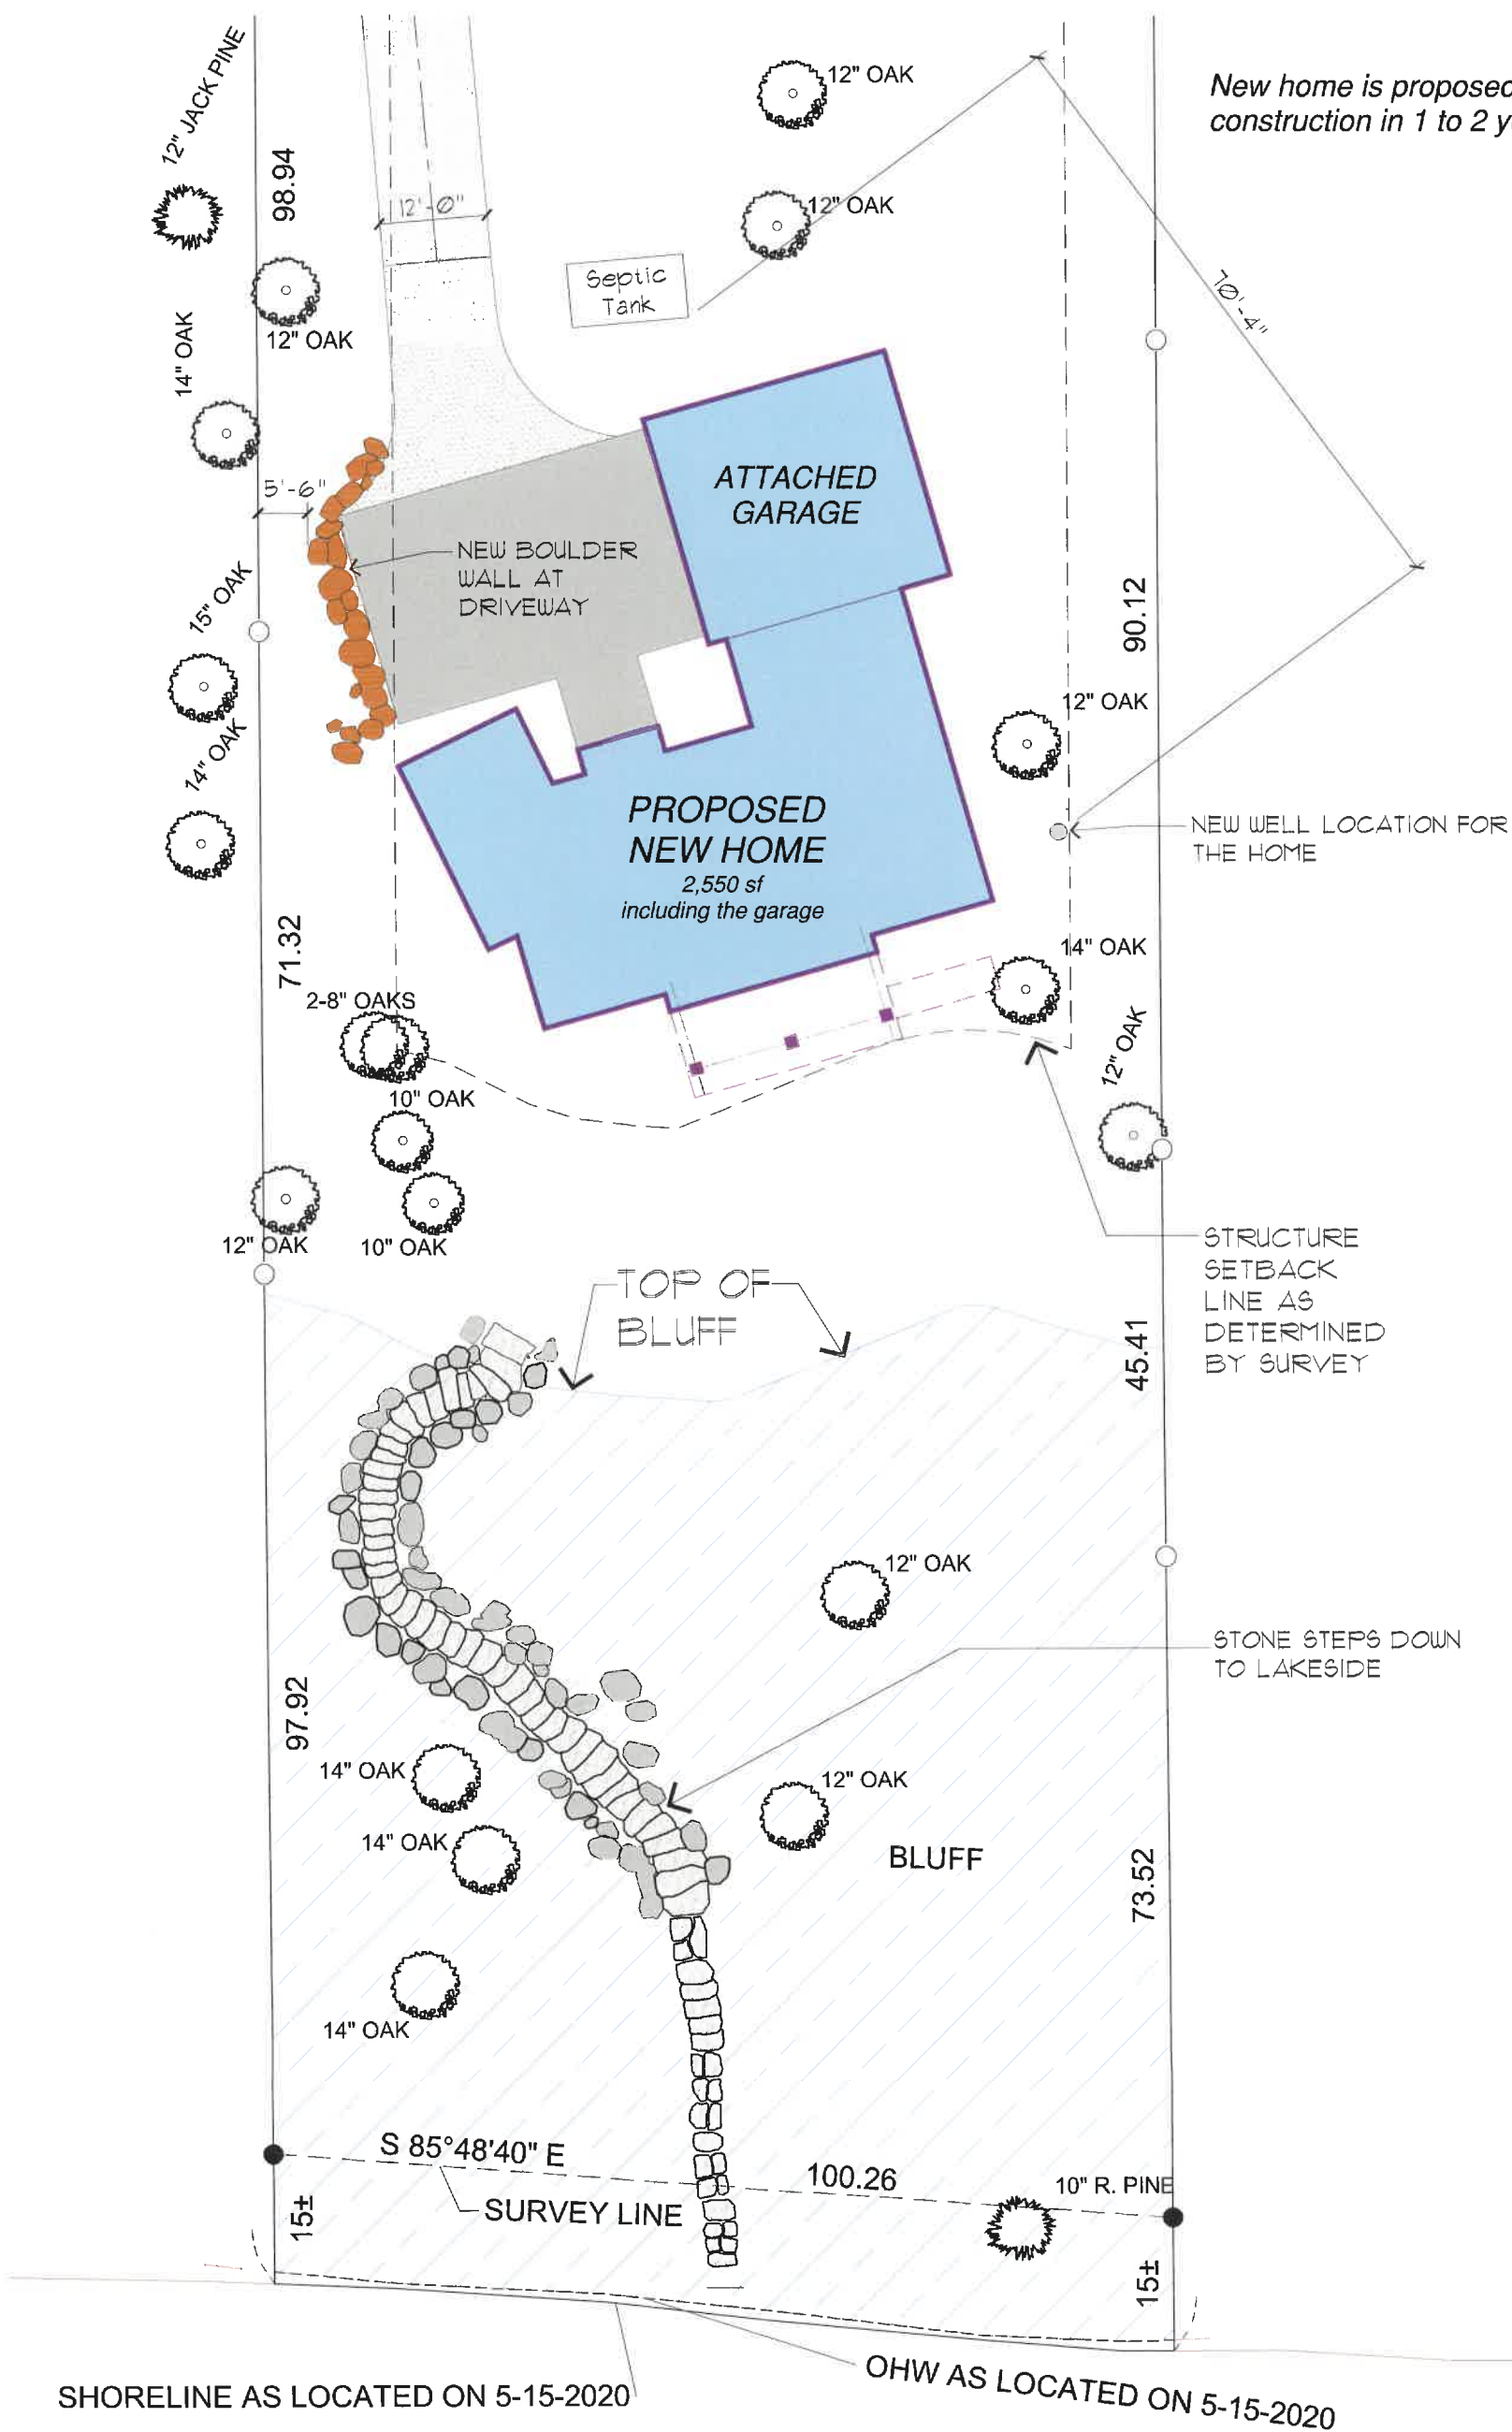 12" JACK PINE
12" OAK
New home is proposed
construction in 1 to 2 y
98.94
12'-0"
12" OAK
Septic
Tank
70'-4"
14" OAK
12" OAK
5'-6"
ATTACHED
GARAGE
NEW BOULDER
WALL AT
DRIVEWAY
15" OAK
90.12
14" OAK
12" OAK
PROPOSED
NEW HOME
2,550 sf
including the garage
NEW WELL LOCATION FOR
THE HOME
71.32
14" OAK
2-8" OAKS
12" OAK
10" OAK
12" OAK
10" OAK
STRUCTURE
SETBACK
LINE AS
DETERMINED
BY SURVEY
TOP OF
BLUFF
45.41
12" OAK
STONE STEPS DOWN
TO LAKESIDE
97.92
14" OAK
12" OAK
14" OAK
BLUFF
73.52
14" OAK
S 85°48'40" E
100.26
10" R. PINE
SURVEY LINE
15±
15±
SHORELINE AS LOCATED ON 5-15-2020
OHW AS LOCATED ON 5-15-2020